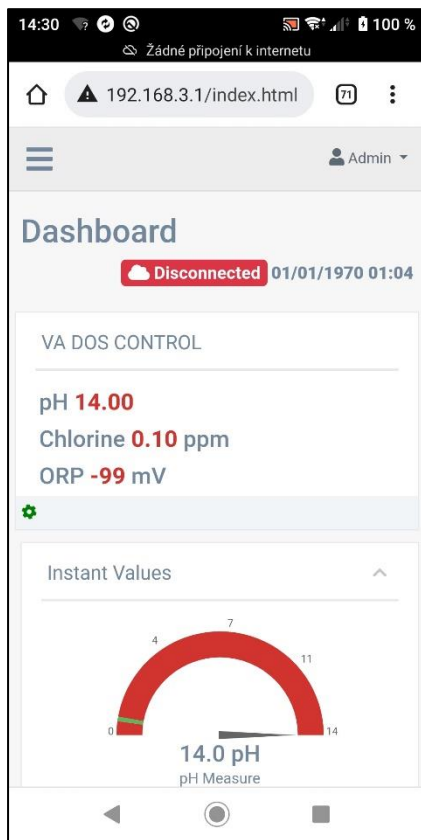 14:30 100 %
Žádné připojení k internetu
192.168.3.1/index.html 71
Admin
Dashboard
Disconnected 01/01/1970 01:04
VA DOS CONTROL
pH 14.00
Chlorine 0.10 ppm
ORP -99 mV
Instant Values
7
4
11
0 14
14.0 pH
pH Measure